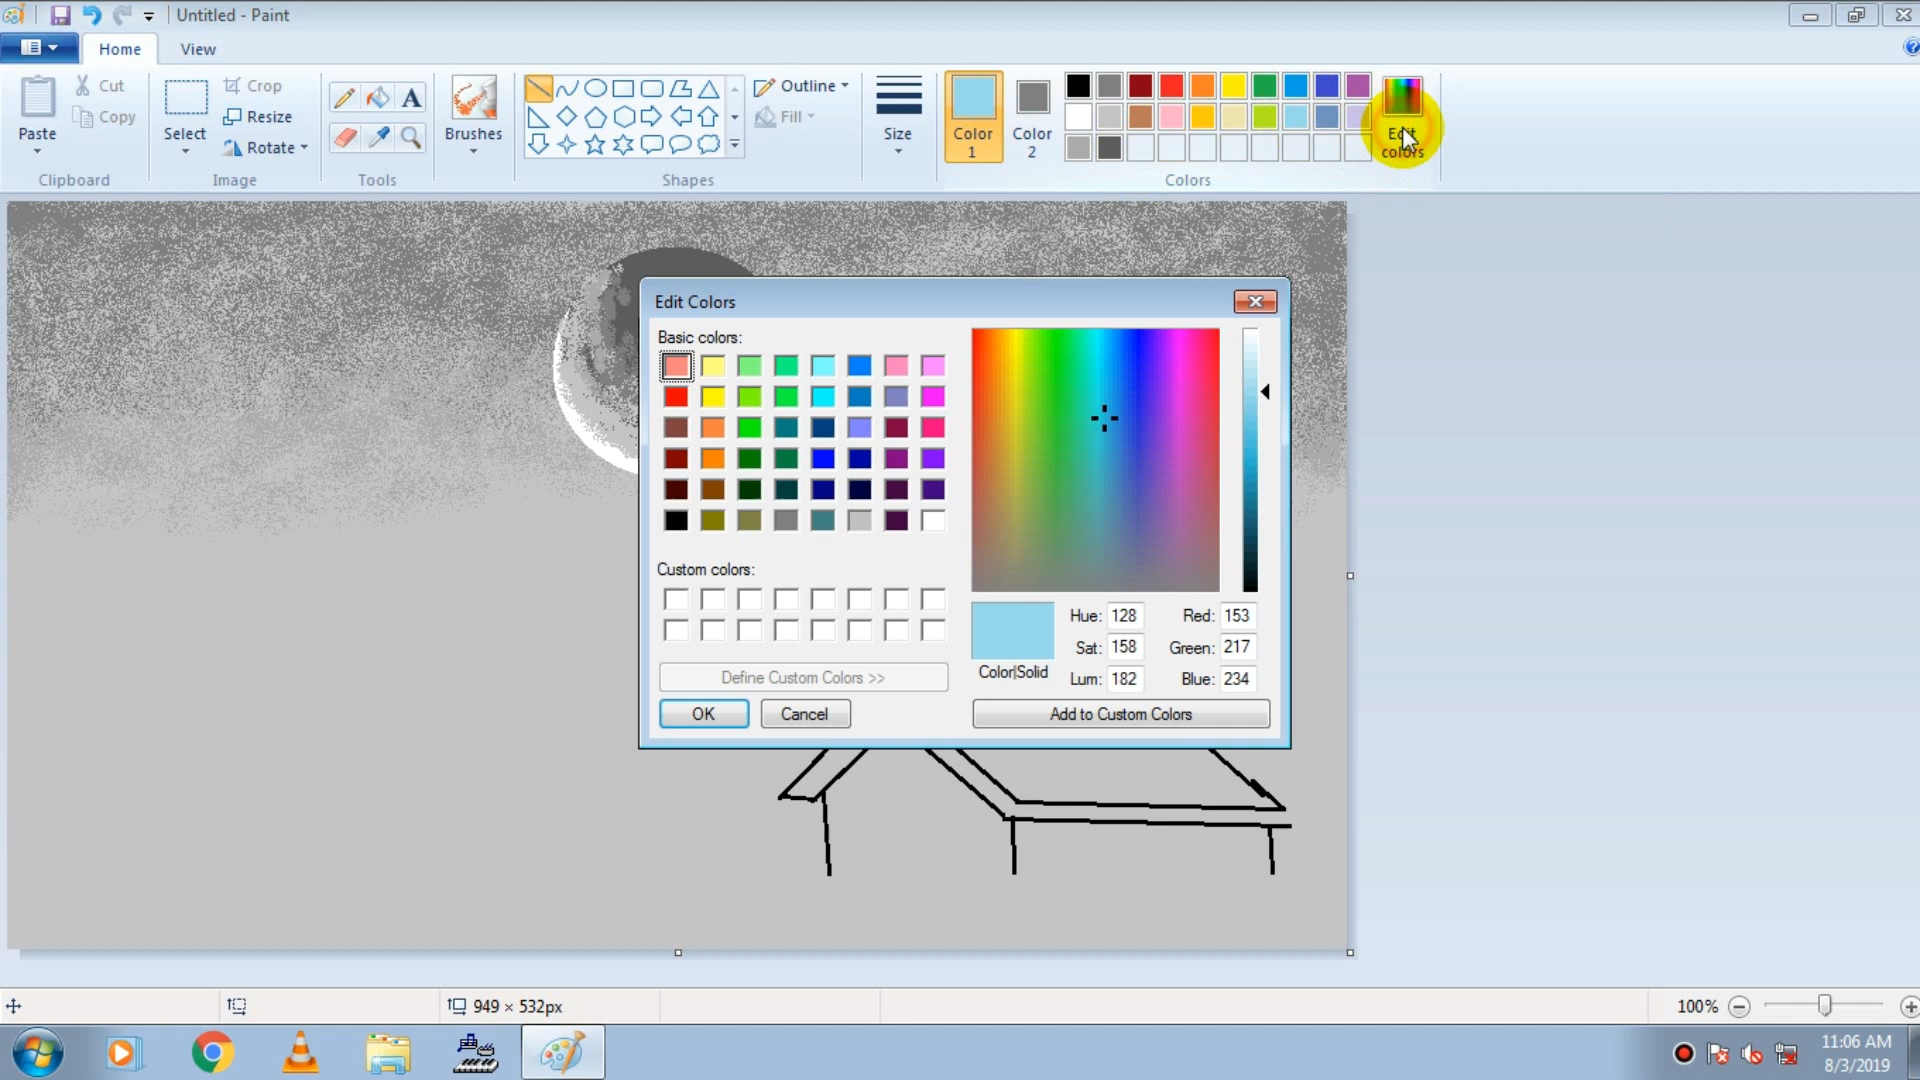 Untitled - Paint
Home View
Paste
Cut
Copy
Clipboard
Select
Crop
Resize
Rotate
Image
A
Tools
Brushes
Shapes
Outline
Fill
Size
Color 1
Color 2
Edit colors
Colors
Edit Colors
Basic colors:
Custom colors:
Define Custom Colors >>
OK Cancel
Color|Solid
Hue: 128 Red: 153
Sat: 158 Green: 217
Lum: 182 Blue: 234
Add to Custom Colors
949 × 532px
100%
11:06 AM
8/3/2019